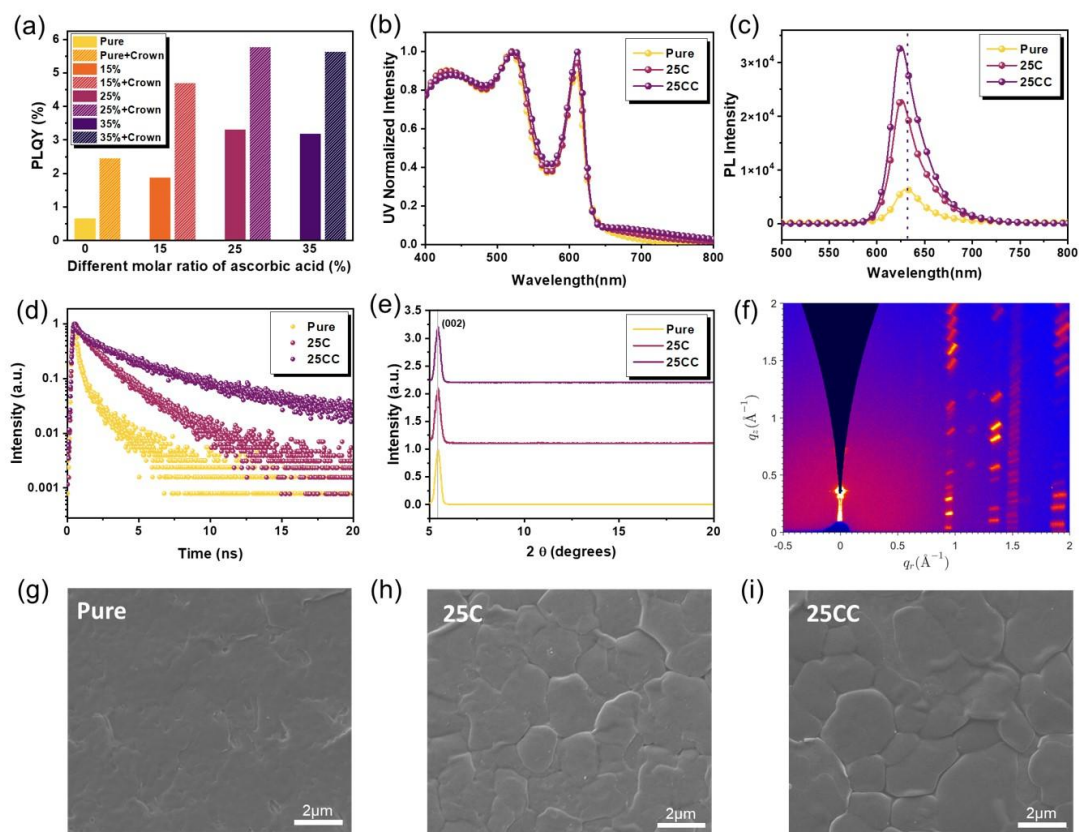 (a)
PLQY (%)
7
6
5
4
3
2
1
0
Pure
Pure+Crown
15%
15%+Crown
25%
25%+Crown
35%
35%+Crown
0 15 25 35
Different molar ratio of ascorbic acid (%)
(b)
UV Normalized Intensity
1.0
0.8
0.6
0.4
0.2
0.0
Pure
25C
25CC
400 500 600 700 800
Wavelength(nm)
(c)
PL Intensity
3×10⁴
2×10⁴
1×10⁴
0
Pure
25C
25CC
500 550 600 650 700 750 800
Wavelength(nm)
(d)
Intensity (a.u.)
1
0.1
0.01
0.001
Pure
25C
25CC
0 5 10 15 20
Time (ns)
(e)
Intensity (a.u.)
3.5
3.0
2.5
2.0
1.5
1.0
0.5
0.0
(002)
Pure
25C
25CC
5 10 15 20
2 θ (degrees)
(f)
q_z(Å⁻¹)
2
1.5
1
0.5
0
-0.5 0 0.5 1 1.5 2
q_r(Å⁻¹)
(g)
Pure
2μm
(h)
25C
2μm
(i)
25CC
2μm